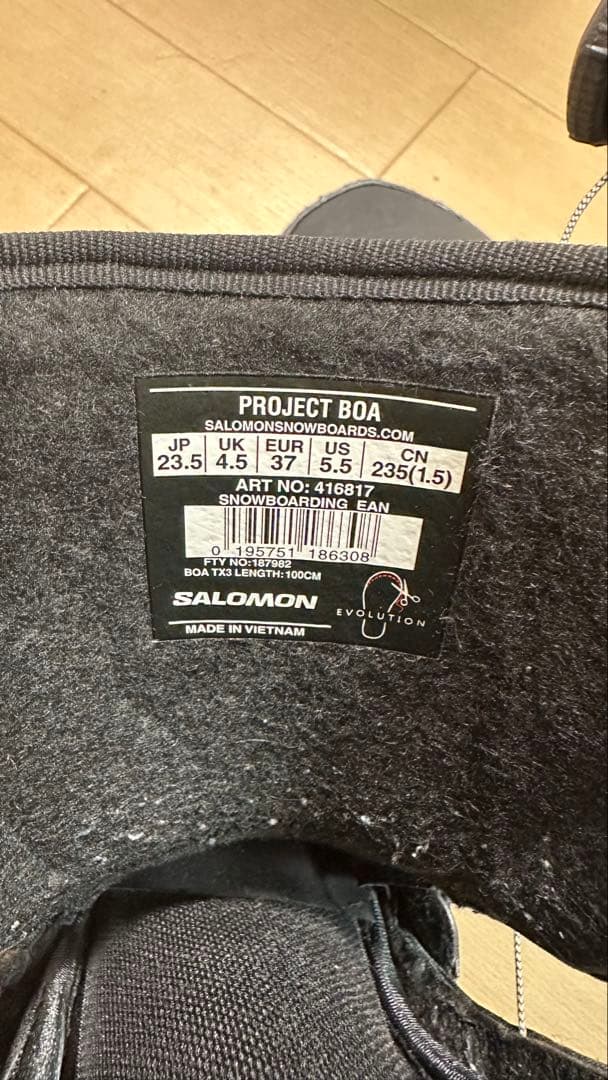 PROJECT BOA
SALOMONSNOWBOARDS.COM
JP UK EUR US CN
23.5 4.5 37 5.5 235(1.5)
ART NO: 416817
SNOWBOARDING EAN
0 195751 186308
FTY NO:187982
BOA TX3 LENGTH:100CM
SALOMON
EVOLUTION
MADE IN VIETNAM